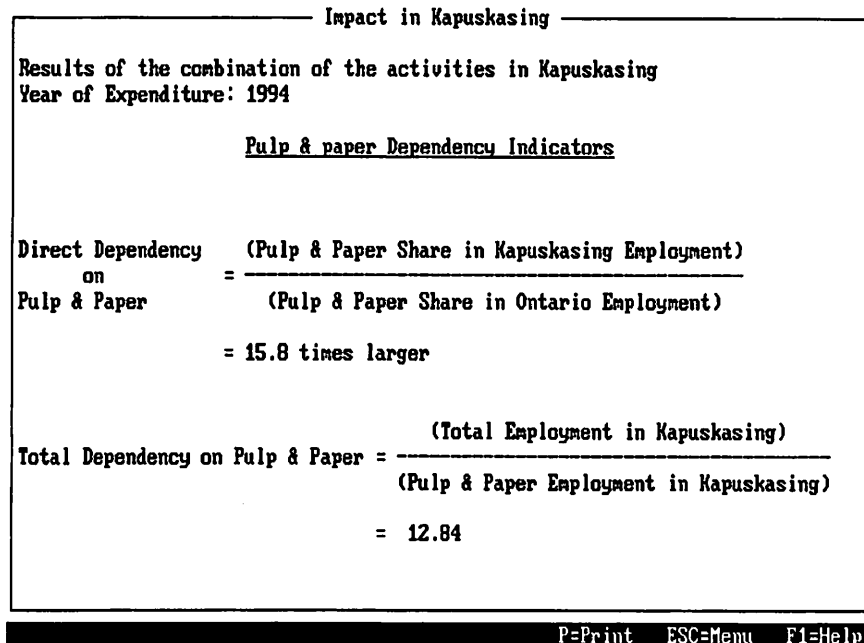 Impact in Kapuskasing
Results of the combination of the activities in Kapuskasing
Year of Expenditure: 1994
Pulp & paper Dependency Indicators
Direct Dependency (Pulp & Paper Share in Kapuskasing Employment)
on =
Pulp & Paper (Pulp & Paper Share in Ontario Employment)
= 15.8 times larger
(Total Employment in Kapuskasing)
Total Dependency on Pulp & Paper =
(Pulp & Paper Employment in Kapuskasing)
= 12.84
P=Print ESC=Menu F1=Help